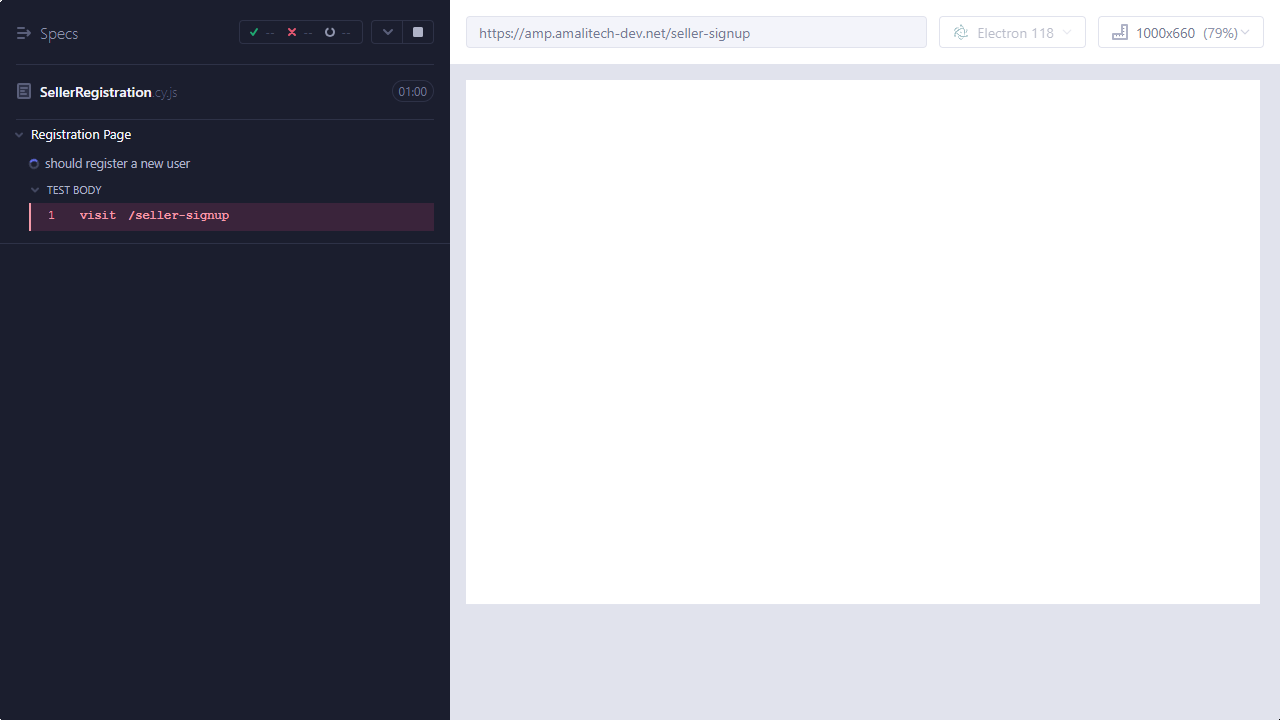 Specs
-- -- --
SellerRegistration.cy.js
01:00
Registration Page
should register a new user
TEST BODY
1 visit /seller-signup
https://amp.amalitech-dev.net/seller-signup
Electron 118
1000x660 (79%)